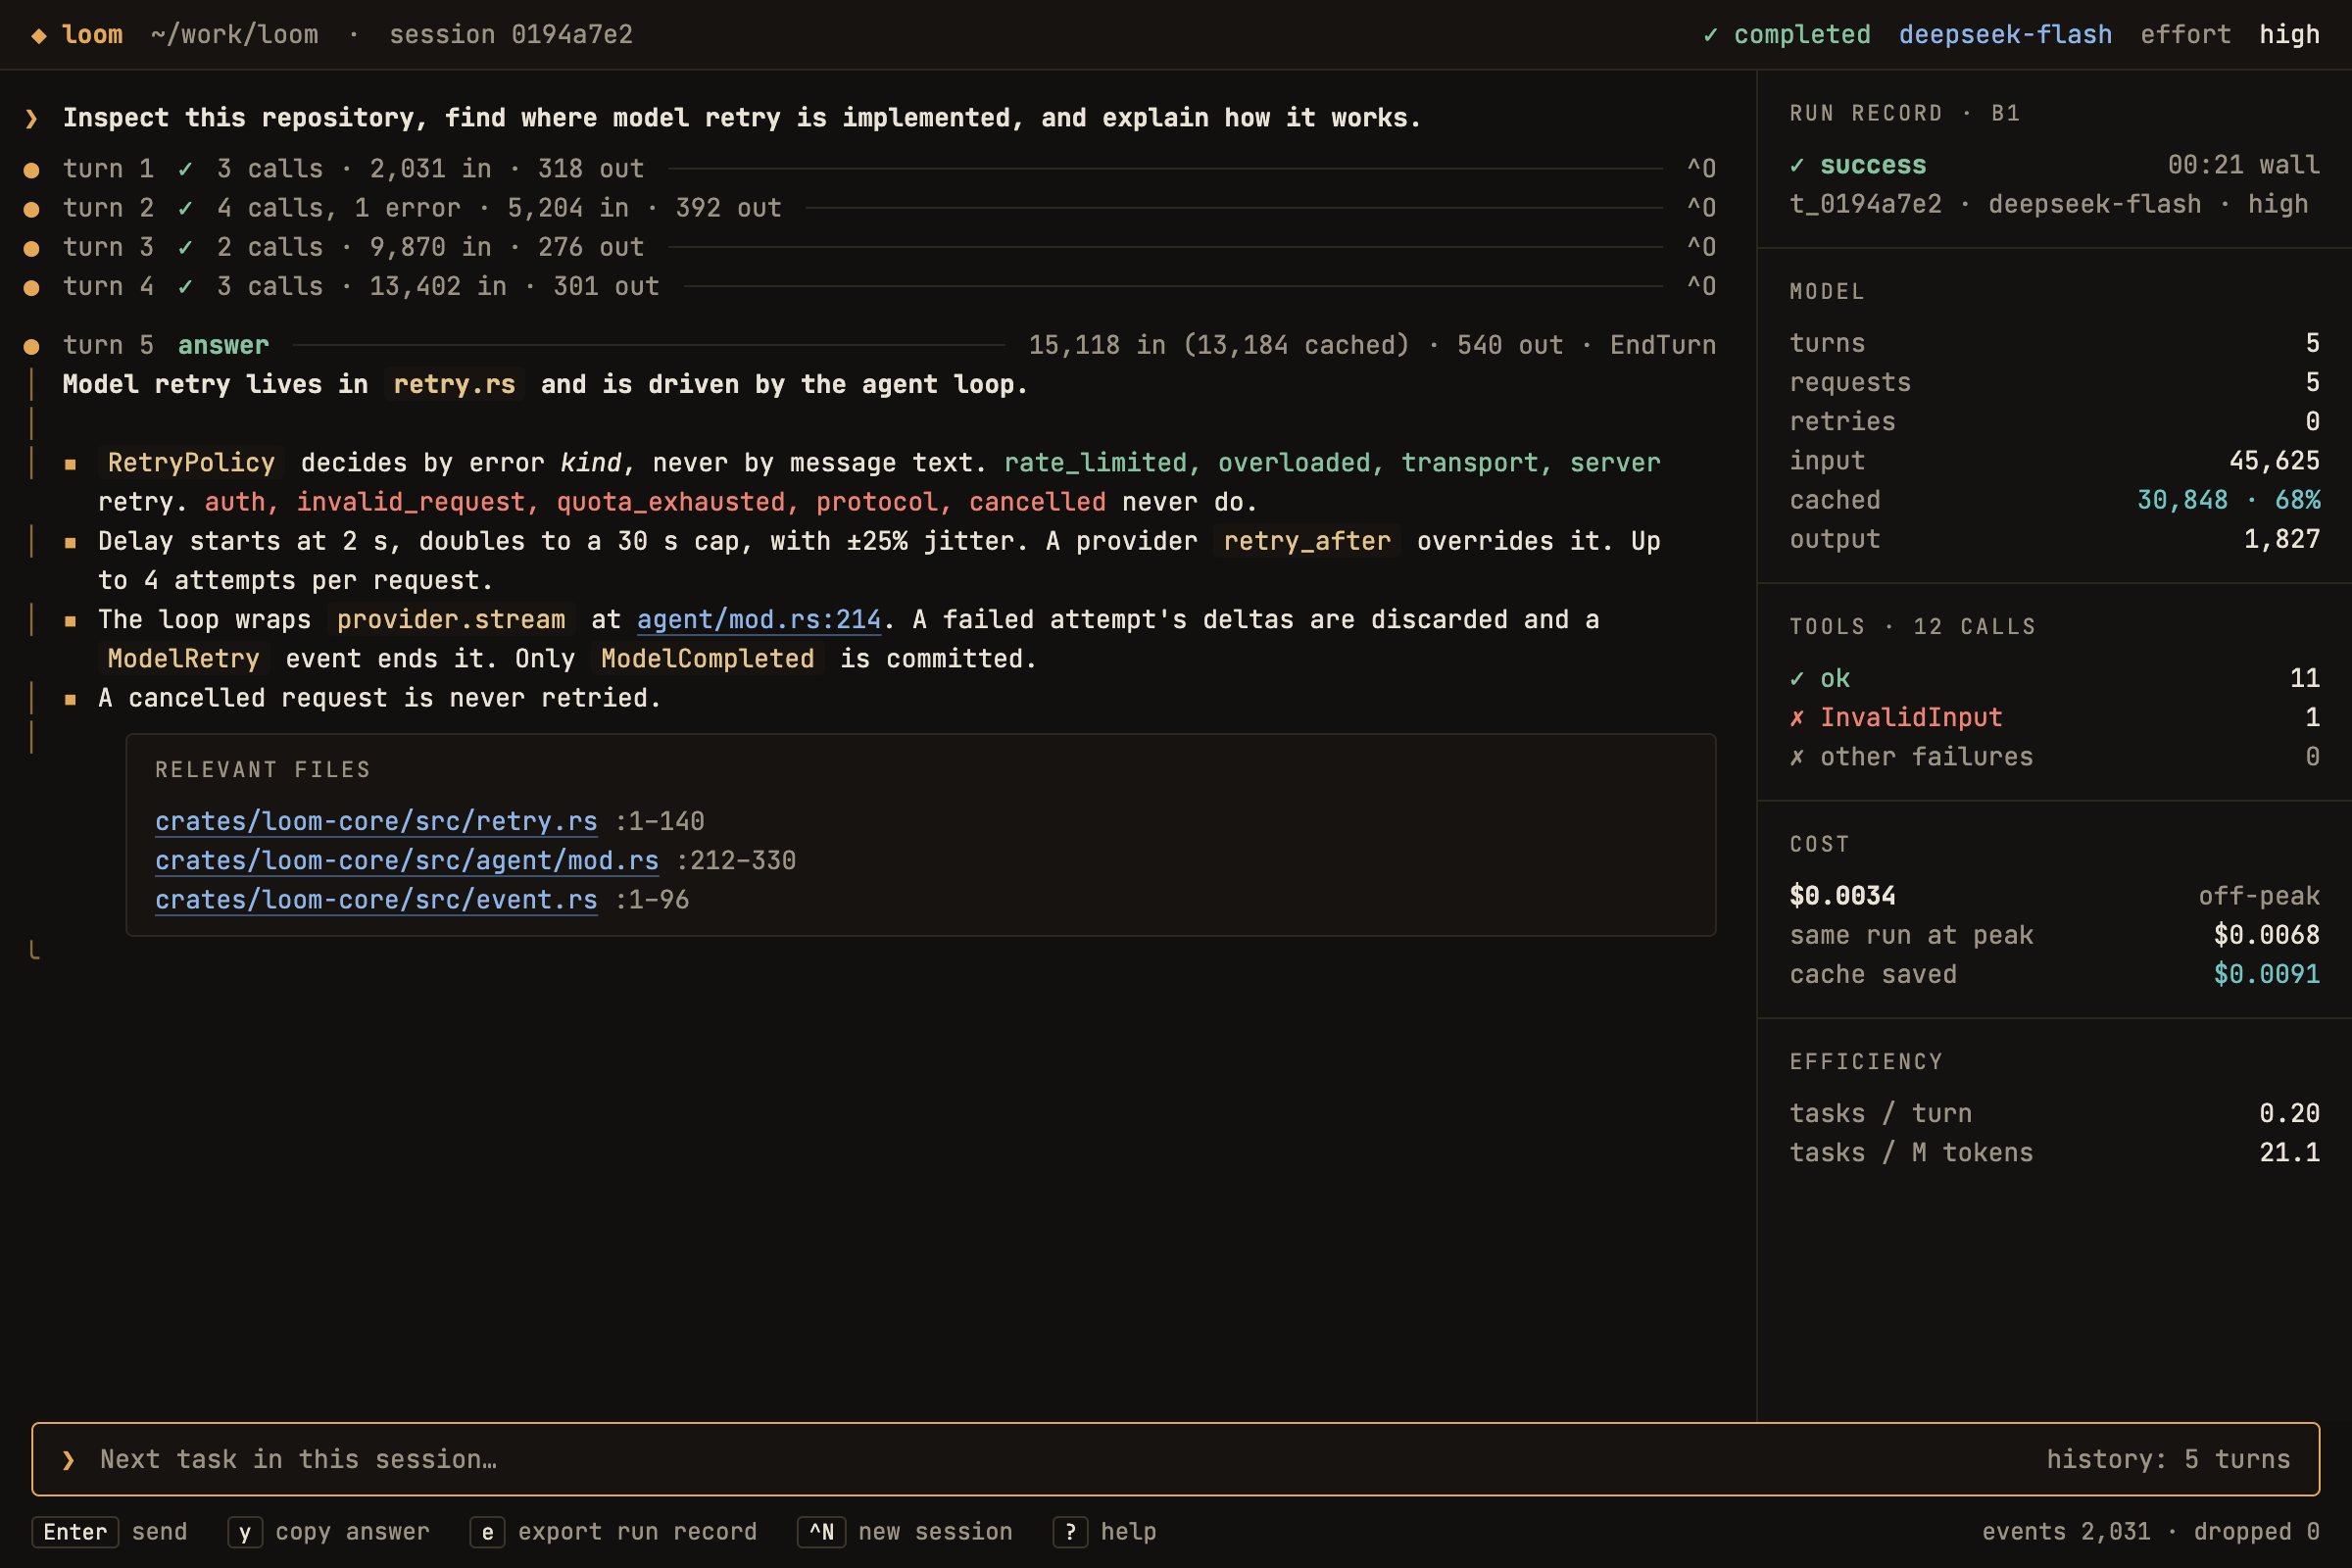 ◆ loom ~/work/loom · session 0194a7e2
✓ completed deepseek-flash effort high
❯ Inspect this repository, find where model retry is implemented, and explain how it works.
● turn 1 ✓ 3 calls · 2,031 in · 318 out ^O
● turn 2 ✓ 4 calls, 1 error · 5,204 in · 392 out ^O
● turn 3 ✓ 2 calls · 9,870 in · 276 out ^O
● turn 4 ✓ 3 calls · 13,402 in · 301 out ^O
● turn 5 answer 15,118 in (13,184 cached) · 540 out · EndTurn
Model retry lives in retry.rs and is driven by the agent loop.
▪ RetryPolicy decides by error kind, never by message text. rate_limited, overloaded, transport, server
retry. auth, invalid_request, quota_exhausted, protocol, cancelled never do.
▪ Delay starts at 2 s, doubles to a 30 s cap, with ±25% jitter. A provider retry_after overrides it. Up
to 4 attempts per request.
▪ The loop wraps provider.stream at agent/mod.rs:214. A failed attempt's deltas are discarded and a
ModelRetry event ends it. Only ModelCompleted is committed.
▪ A cancelled request is never retried.
RELEVANT FILES
crates/loom-core/src/retry.rs :1–140
crates/loom-core/src/agent/mod.rs :212–330
crates/loom-core/src/event.rs :1–96
RUN RECORD · B1
✓ success 00:21 wall
t_0194a7e2 · deepseek-flash · high
MODEL
turns 5
requests 5
retries 0
input 45,625
cached 30,848 · 68%
output 1,827
TOOLS · 12 CALLS
✓ ok 11
✗ InvalidInput 1
✗ other failures 0
COST
$0.0034 off-peak
same run at peak $0.0068
cache saved $0.0091
EFFICIENCY
tasks / turn 0.20
tasks / M tokens 21.1
❯ Next task in this session… history: 5 turns
Enter send y copy answer e export run record ^N new session ? help
events 2,031 · dropped 0